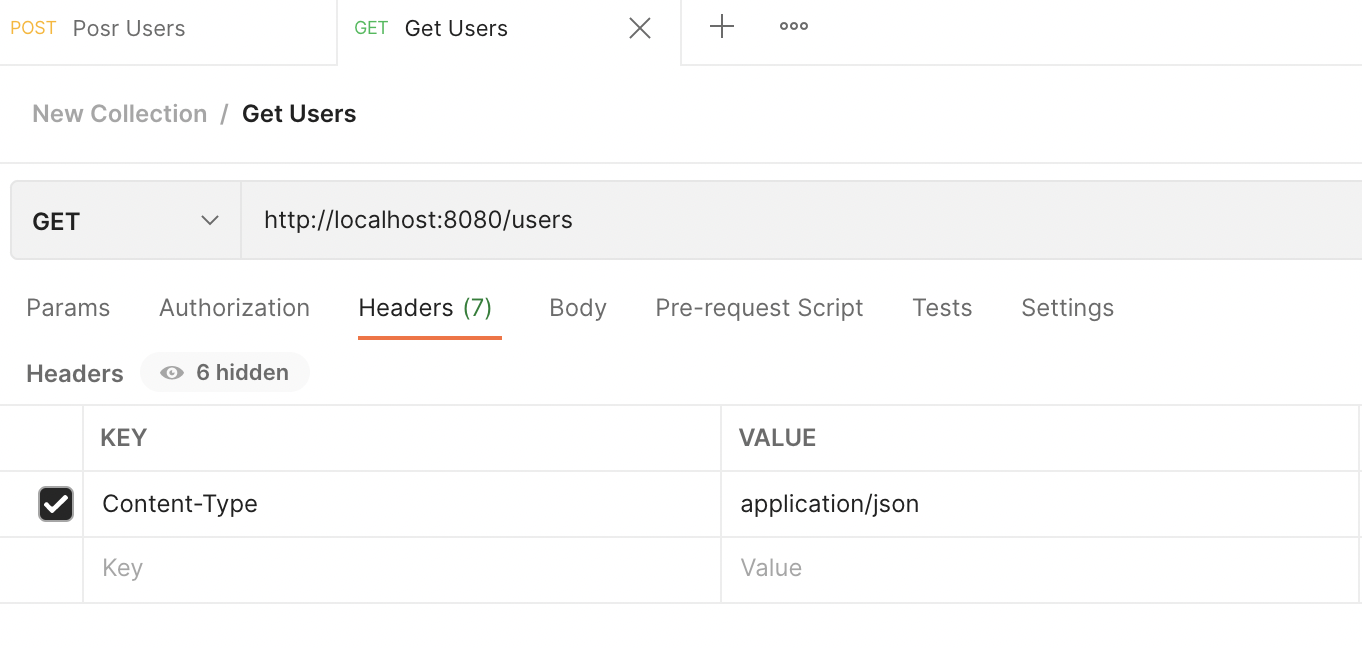 POST Posr Users GET Get Users
New Collection / Get Users
GET http://localhost:8080/users
Params Authorization Headers (7) Body Pre-request Script Tests Settings
Headers 6 hidden
KEY VALUE
Content-Type application/json
Key Value